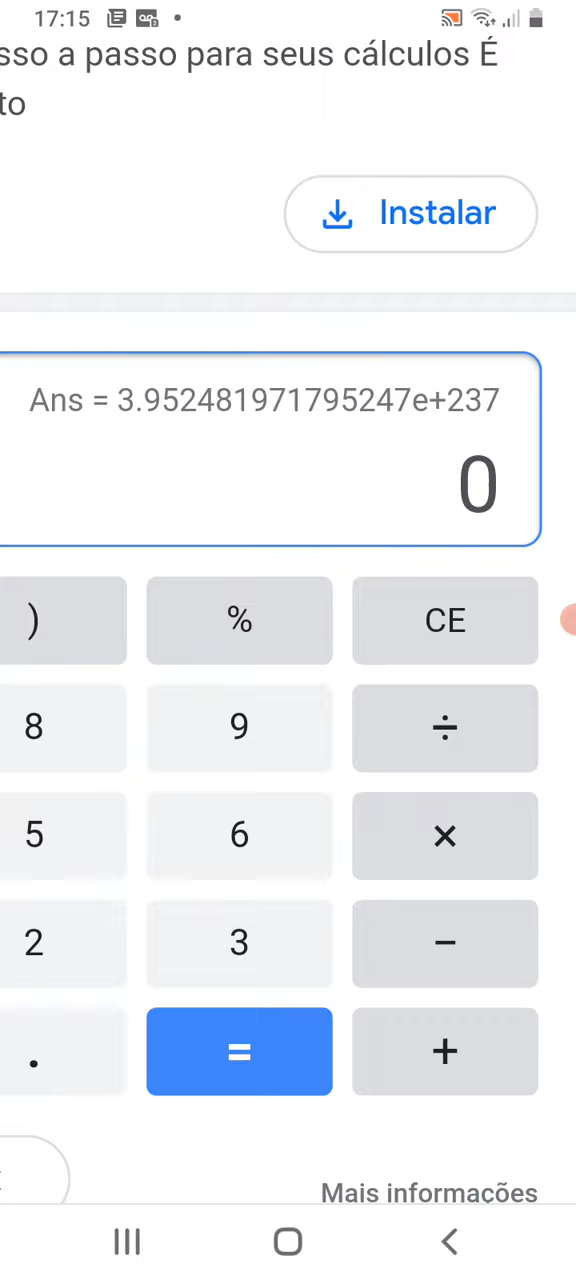 17:15
sso a passo para seus cálculos É
to
Instalar
Ans = 3.952481971795247e+237
0
) % CE
8 9 ÷
5 6 ×
2 3 −
. = +
Mais informações